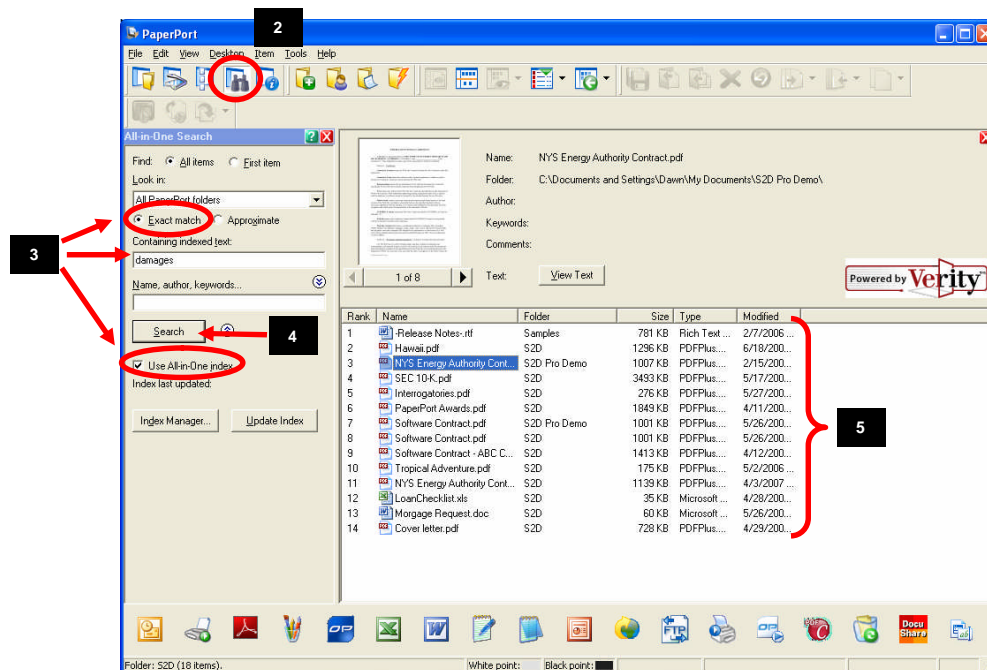 2
PaperPort
File Edit View Desktop Item Tools Help
All-in-One Search
Find: All items First item
Look in:
All PaperPort folders
Exact match Approximate
Containing indexed text:
damages
Name, author, keywords...
Search
Use All-in-One index
Index last updated:
Index Manager... Update Index
3
4
Name: NYS Energy Authority Contract.pdf
Folder: C:\Documents and Settings\Dawn\My Documents\S2D Pro Demo\
Author:
Keywords:
Comments:
1 of 8 Text: View Text
Powered by Verity
Rank Name Folder Size Type Modified
1 -Release Notes-.rtf Samples 781 KB Rich Text ... 2/7/2006 ...
2 Hawaii.pdf S2D 1296 KB PDFPlus.... 6/18/200...
3 NYS Energy Authority Cont... S2D Pro Demo 1007 KB PDFPlus.... 2/15/200...
4 SEC 10-K.pdf S2D 3493 KB PDFPlus.... 5/17/200...
5 Interrogatories.pdf S2D 276 KB PDFPlus.... 5/27/200...
6 PaperPort Awards.pdf S2D 1849 KB PDFPlus.... 4/11/200...
7 Software Contract.pdf S2D Pro Demo 1001 KB PDFPlus.... 5/26/200...
8 Software Contract.pdf S2D 1001 KB PDFPlus.... 5/26/200...
9 Software Contract - ABC C... S2D 1413 KB PDFPlus.... 4/12/200...
10 Tropical Adventure.pdf S2D 175 KB PDFPlus.... 5/2/2006 ...
11 NYS Energy Authority Cont... S2D 1139 KB PDFPlus.... 4/3/2007 ...
12 LoanChecklist.xls S2D 35 KB Microsoft ... 4/28/200...
13 Morgage Request.doc S2D 60 KB Microsoft ... 5/26/200...
14 Cover letter.pdf S2D 728 KB PDFPlus.... 4/29/200...
5
OP
FTP
Docu
Share
Folder: S2D (18 items).
White point: Black point: